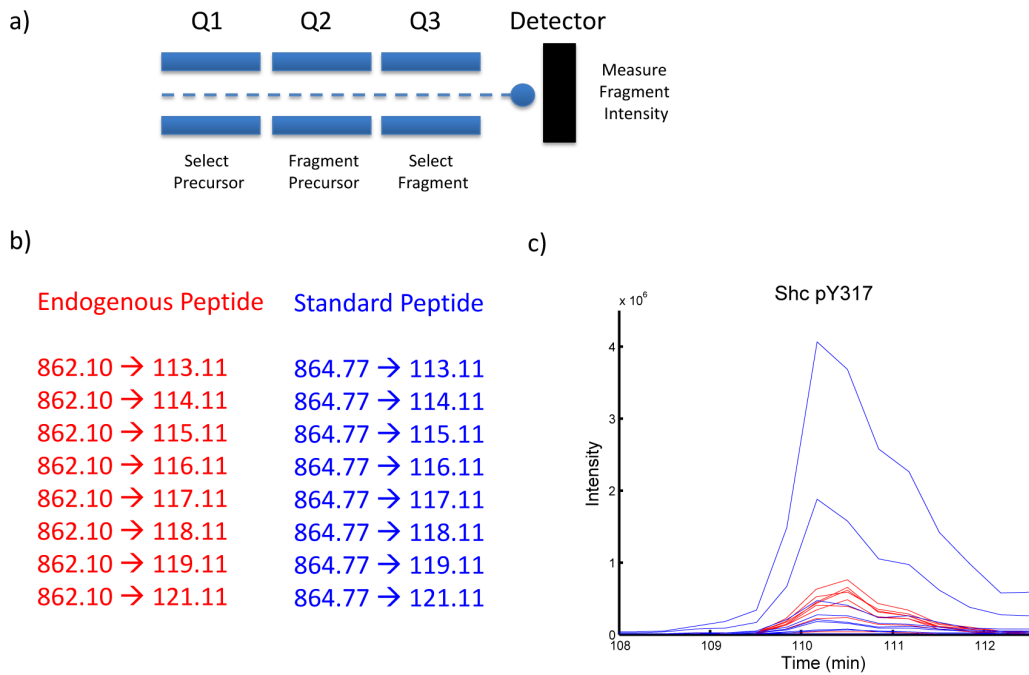 a)
Q1 Q2 Q3 Detector
Measure
Fragment
Intensity
Select
Precursor
Fragment
Precursor
Select
Fragment
b)
Endogenous Peptide
862.10 → 113.11
862.10 → 114.11
862.10 → 115.11
862.10 → 116.11
862.10 → 117.11
862.10 → 118.11
862.10 → 119.11
862.10 → 121.11
Standard Peptide
864.77 → 113.11
864.77 → 114.11
864.77 → 115.11
864.77 → 116.11
864.77 → 117.11
864.77 → 118.11
864.77 → 119.11
864.77 → 121.11
c)
Shc pY317
x 10⁶
4
3
2
1
0
Intensity
108 109 110 111 112
Time (min)